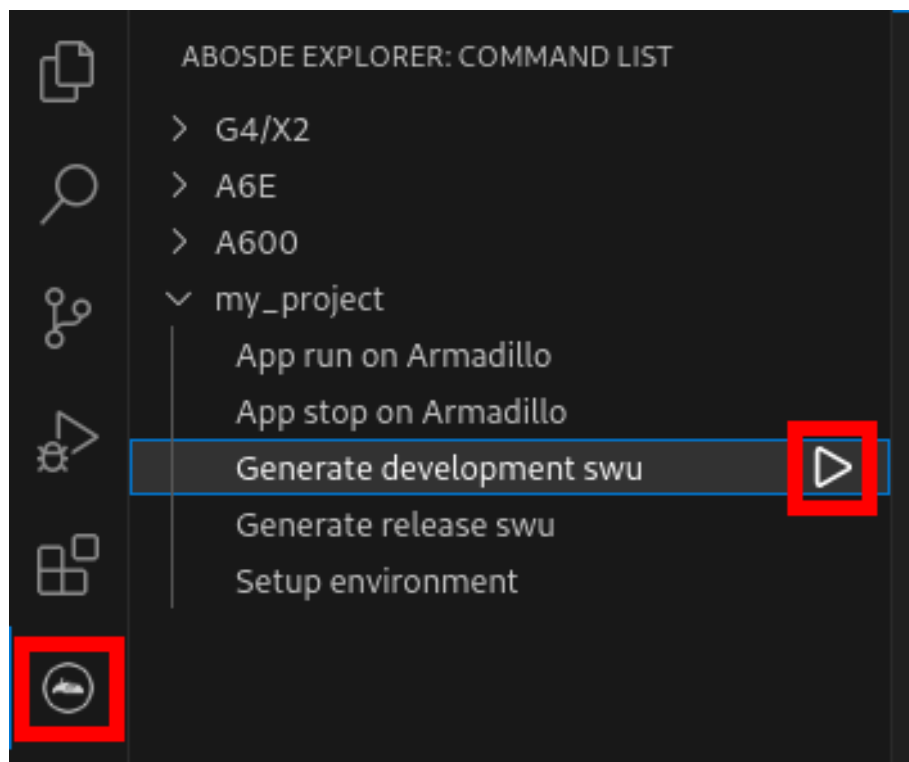 ABOSDE EXPLORER: COMMAND LIST
G4/X2
A6E
A600
my_project
App run on Armadillo
App stop on Armadillo
Generate development swu
Generate release swu
Setup environment